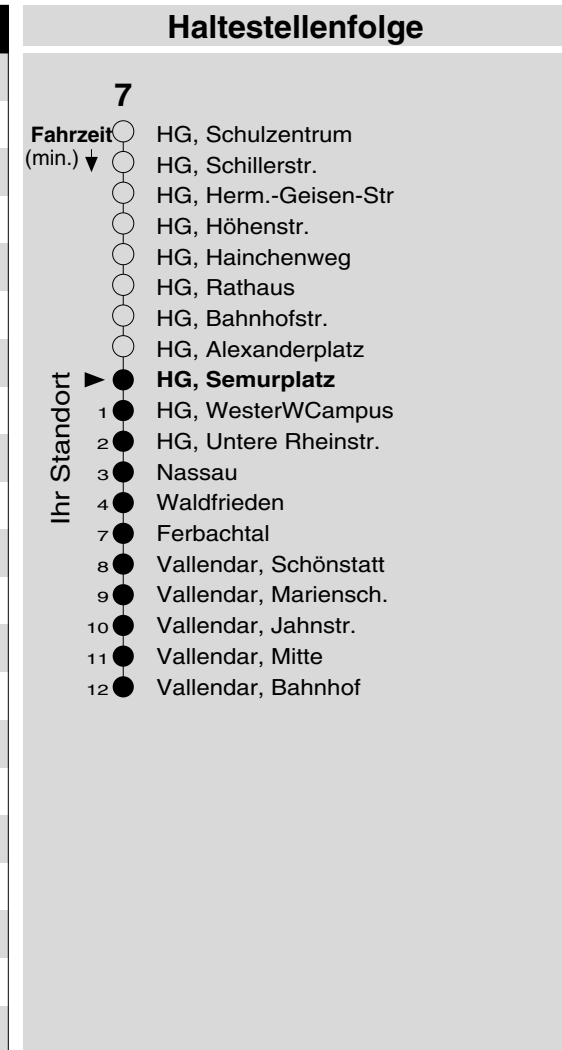 Haltestellenfolge
7
Fahrzeit
(min.)
HG, Schulzentrum
HG, Schillerstr.
HG, Herm.-Geisen-Str
HG, Höhenstr.
HG, Hainchenweg
HG, Rathaus
HG, Bahnhofstr.
HG, Alexanderplatz
Ihr Standort
HG, Semurplatz
1 HG, WesterWCampus
2 HG, Untere Rheinstr.
3 Nassau
4 Waldfrieden
7 Ferbachtal
8 Vallendar, Schönstatt
9 Vallendar, Mariensch.
10 Vallendar, Jahnstr.
11 Vallendar, Mitte
12 Vallendar, Bahnhof